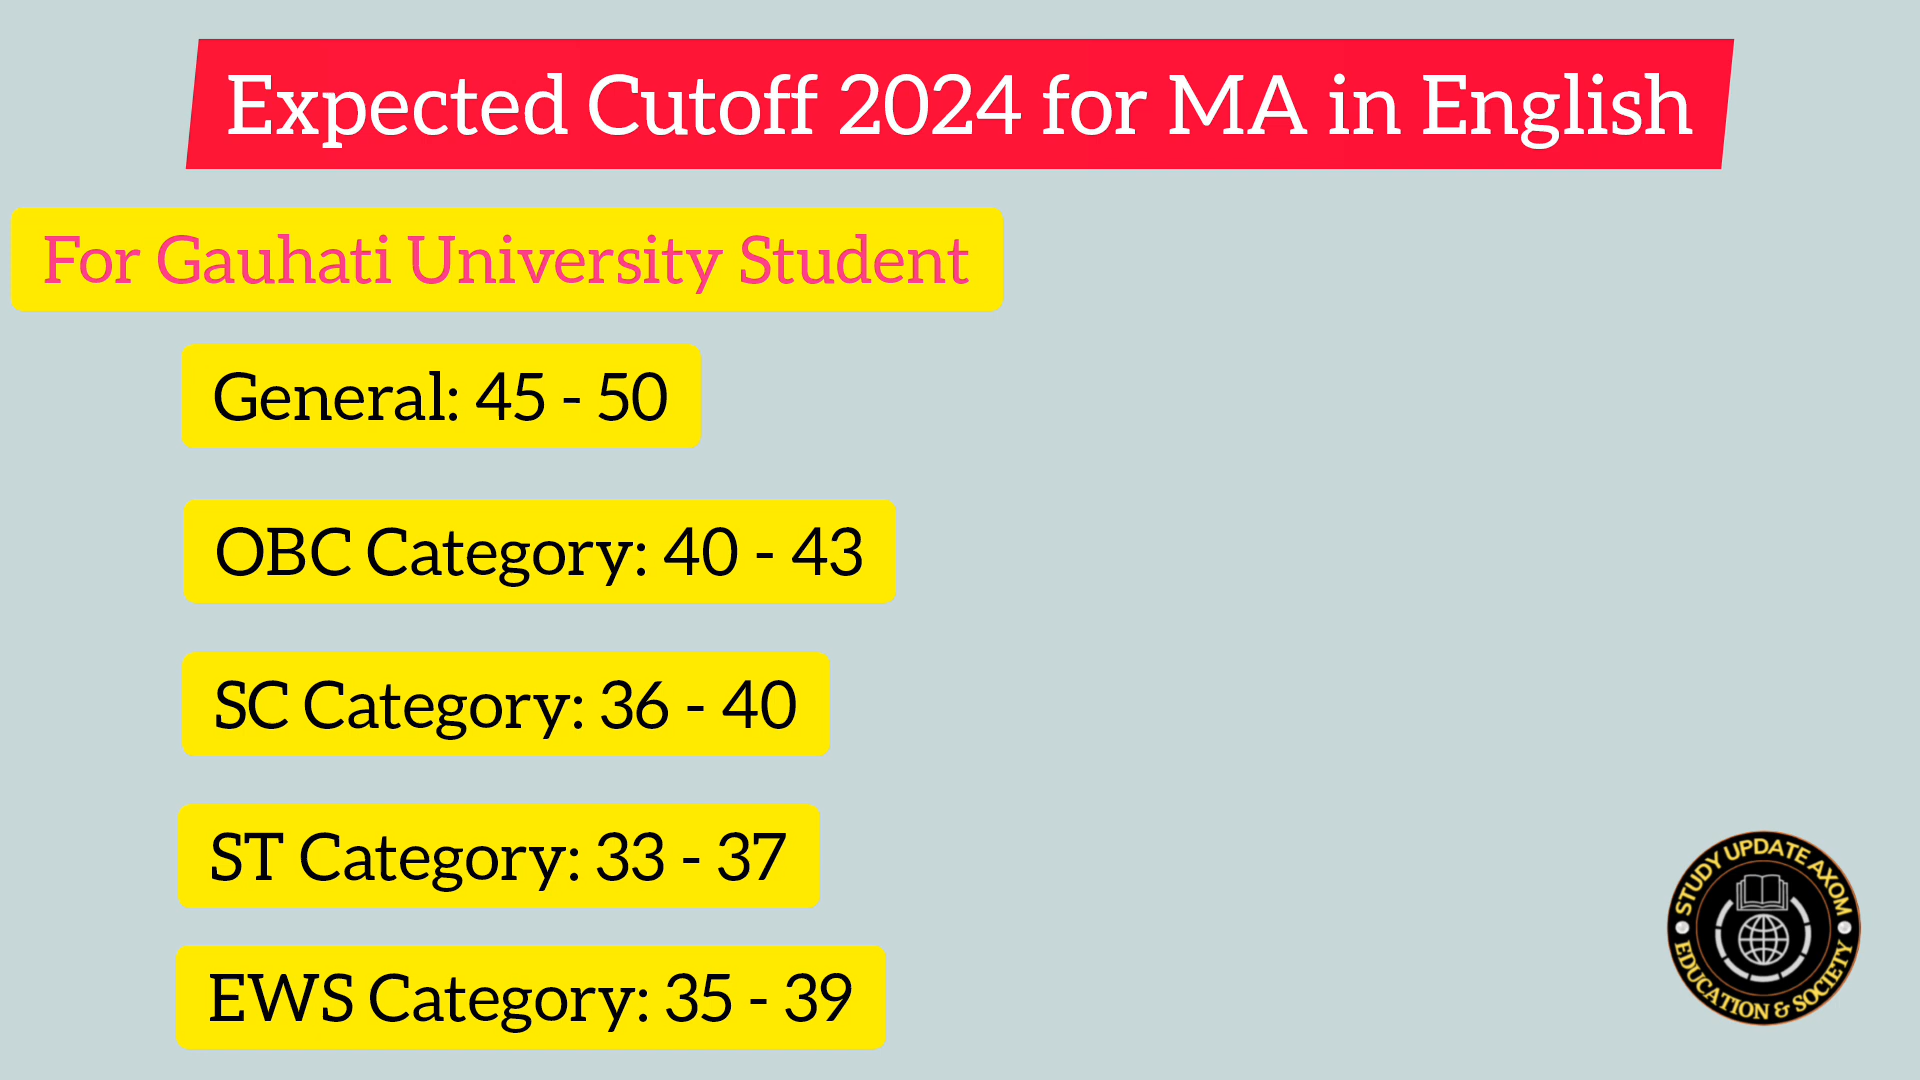 Expected Cutoff 2024 for MA in English
For Gauhati University Student
General: 45 - 50
OBC Category: 40 - 43
SC Category: 36 - 40
ST Category: 33 - 37
EWS Category: 35 - 39
STUDY UPDATE AXOM
EDUCATION & SOCIETY